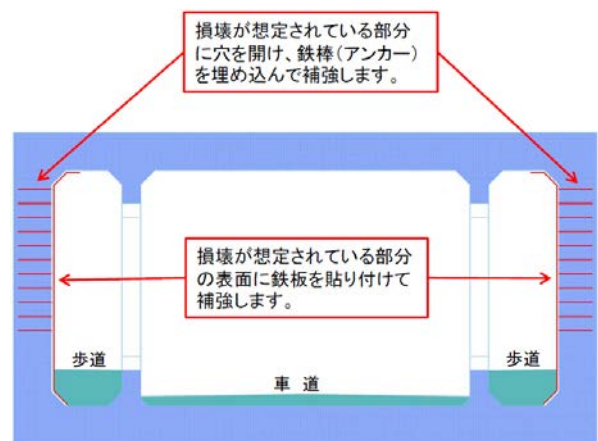 損壊が想定されている部分
に穴を開け、鉄棒（アンカー）
を埋め込んで補強します。
損壊が想定されている部分
の表面に鉄板を貼り付けて
補強します。
歩道
車 道
歩道